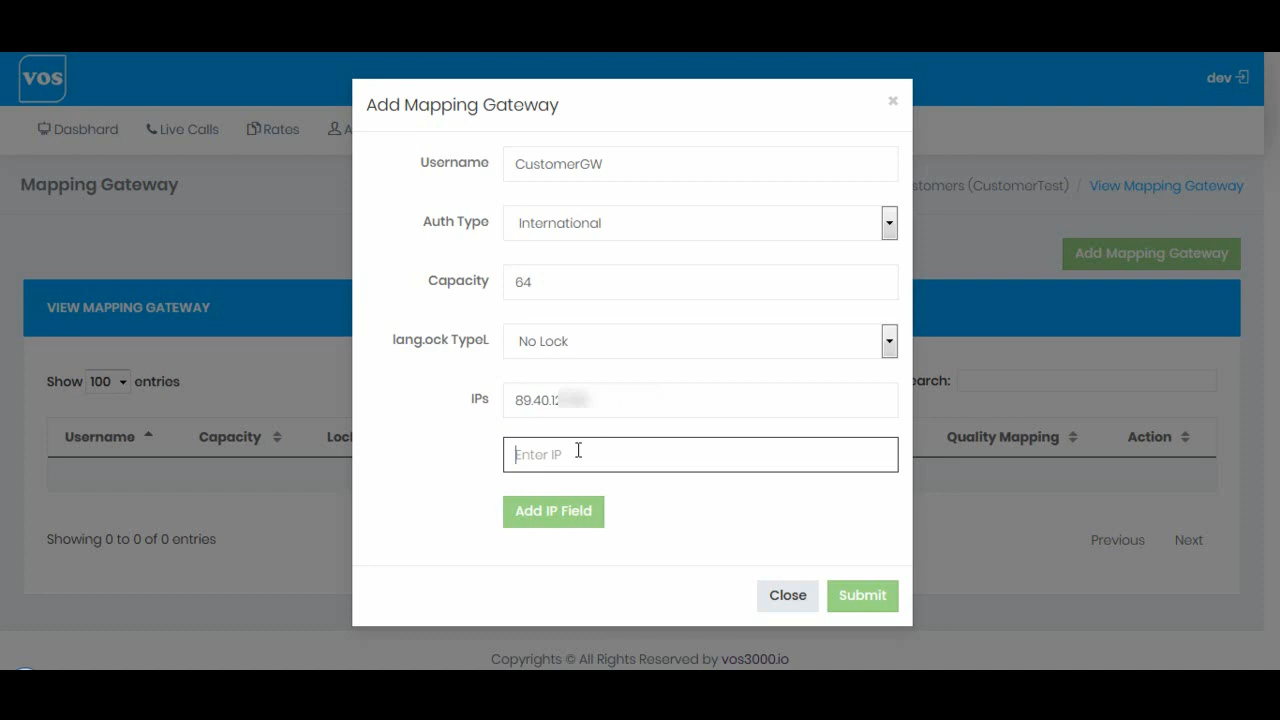 vos
dev
Dasbhard Live Calls Rates A
Mapping Gateway
stomers (CustomerTest) / View Mapping Gateway
Add Mapping Gateway
VIEW MAPPING GATEWAY
Show 100 entries
earch:
Username Capacity Loc
Quality Mapping Action
Showing 0 to 0 of 0 entries
Previous Next
Copyrights © All Rights Reserved by vos3000.io
Add Mapping Gateway ×
Username CustomerGW
Auth Type International
Capacity 64
lang.ock TypeL No Lock
IPs 89.40.12
Enter IP
Add IP Field
Close Submit